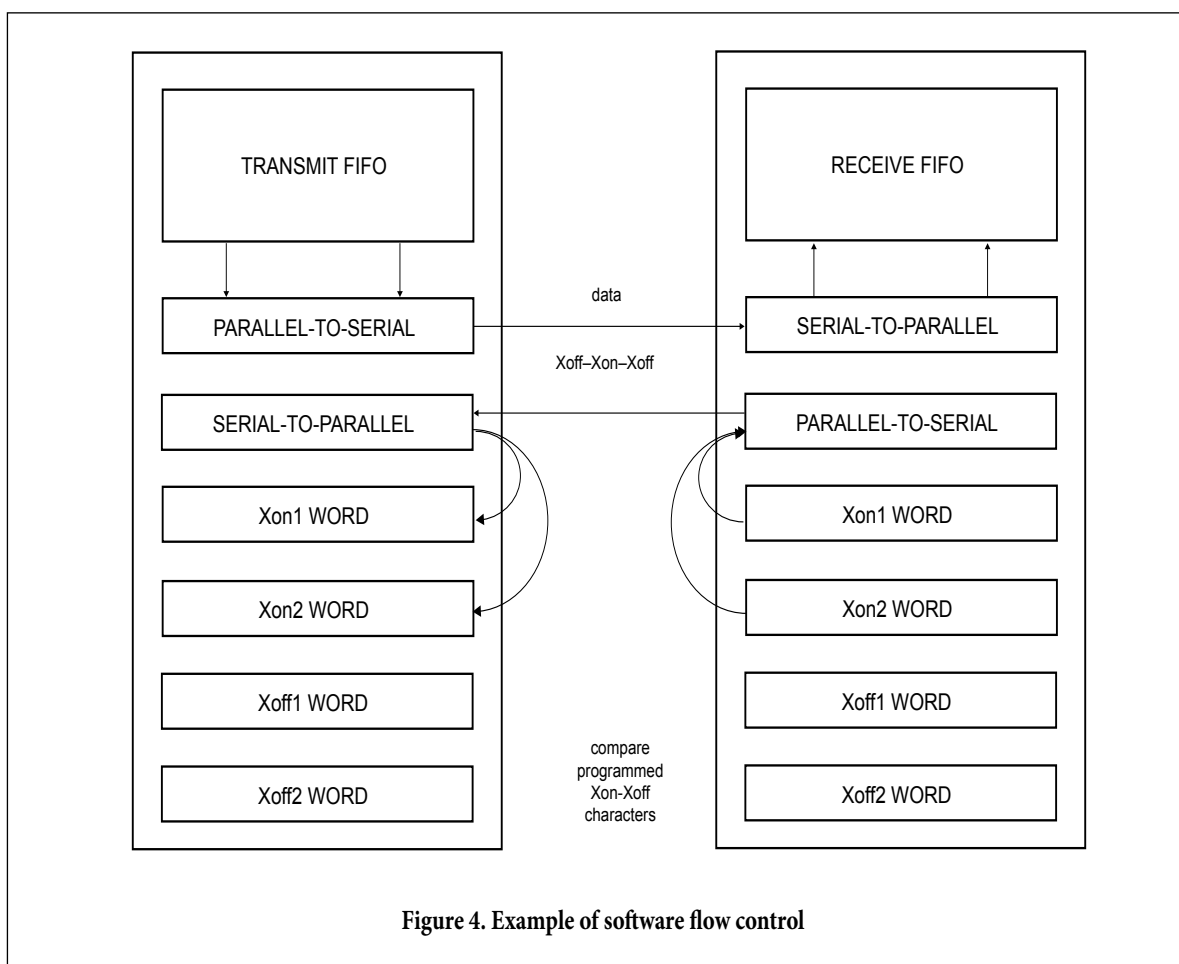 TRANSMIT FIFO
PARALLEL-TO-SERIAL
SERIAL-TO-PARALLEL
Xon1 WORD
Xon2 WORD
Xoff1 WORD
Xoff2 WORD
data
Xoff–Xon–Xoff
compare
programmed
Xon-Xoff
characters
RECEIVE FIFO
SERIAL-TO-PARALLEL
PARALLEL-TO-SERIAL
Xon1 WORD
Xon2 WORD
Xoff1 WORD
Xoff2 WORD
Figure 4. Example of software flow control